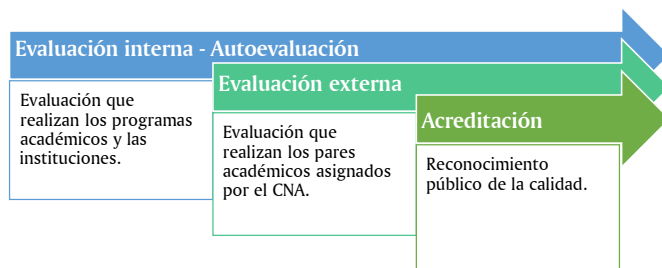 Evaluación interna - Autoevaluación
Evaluación que
realizan los programas
académicos y las
instituciones.
Evaluación externa
Evaluación que
realizan los pares
académicos asignados
por el CNA.
Acreditación
Reconocimiento
público de la calidad.